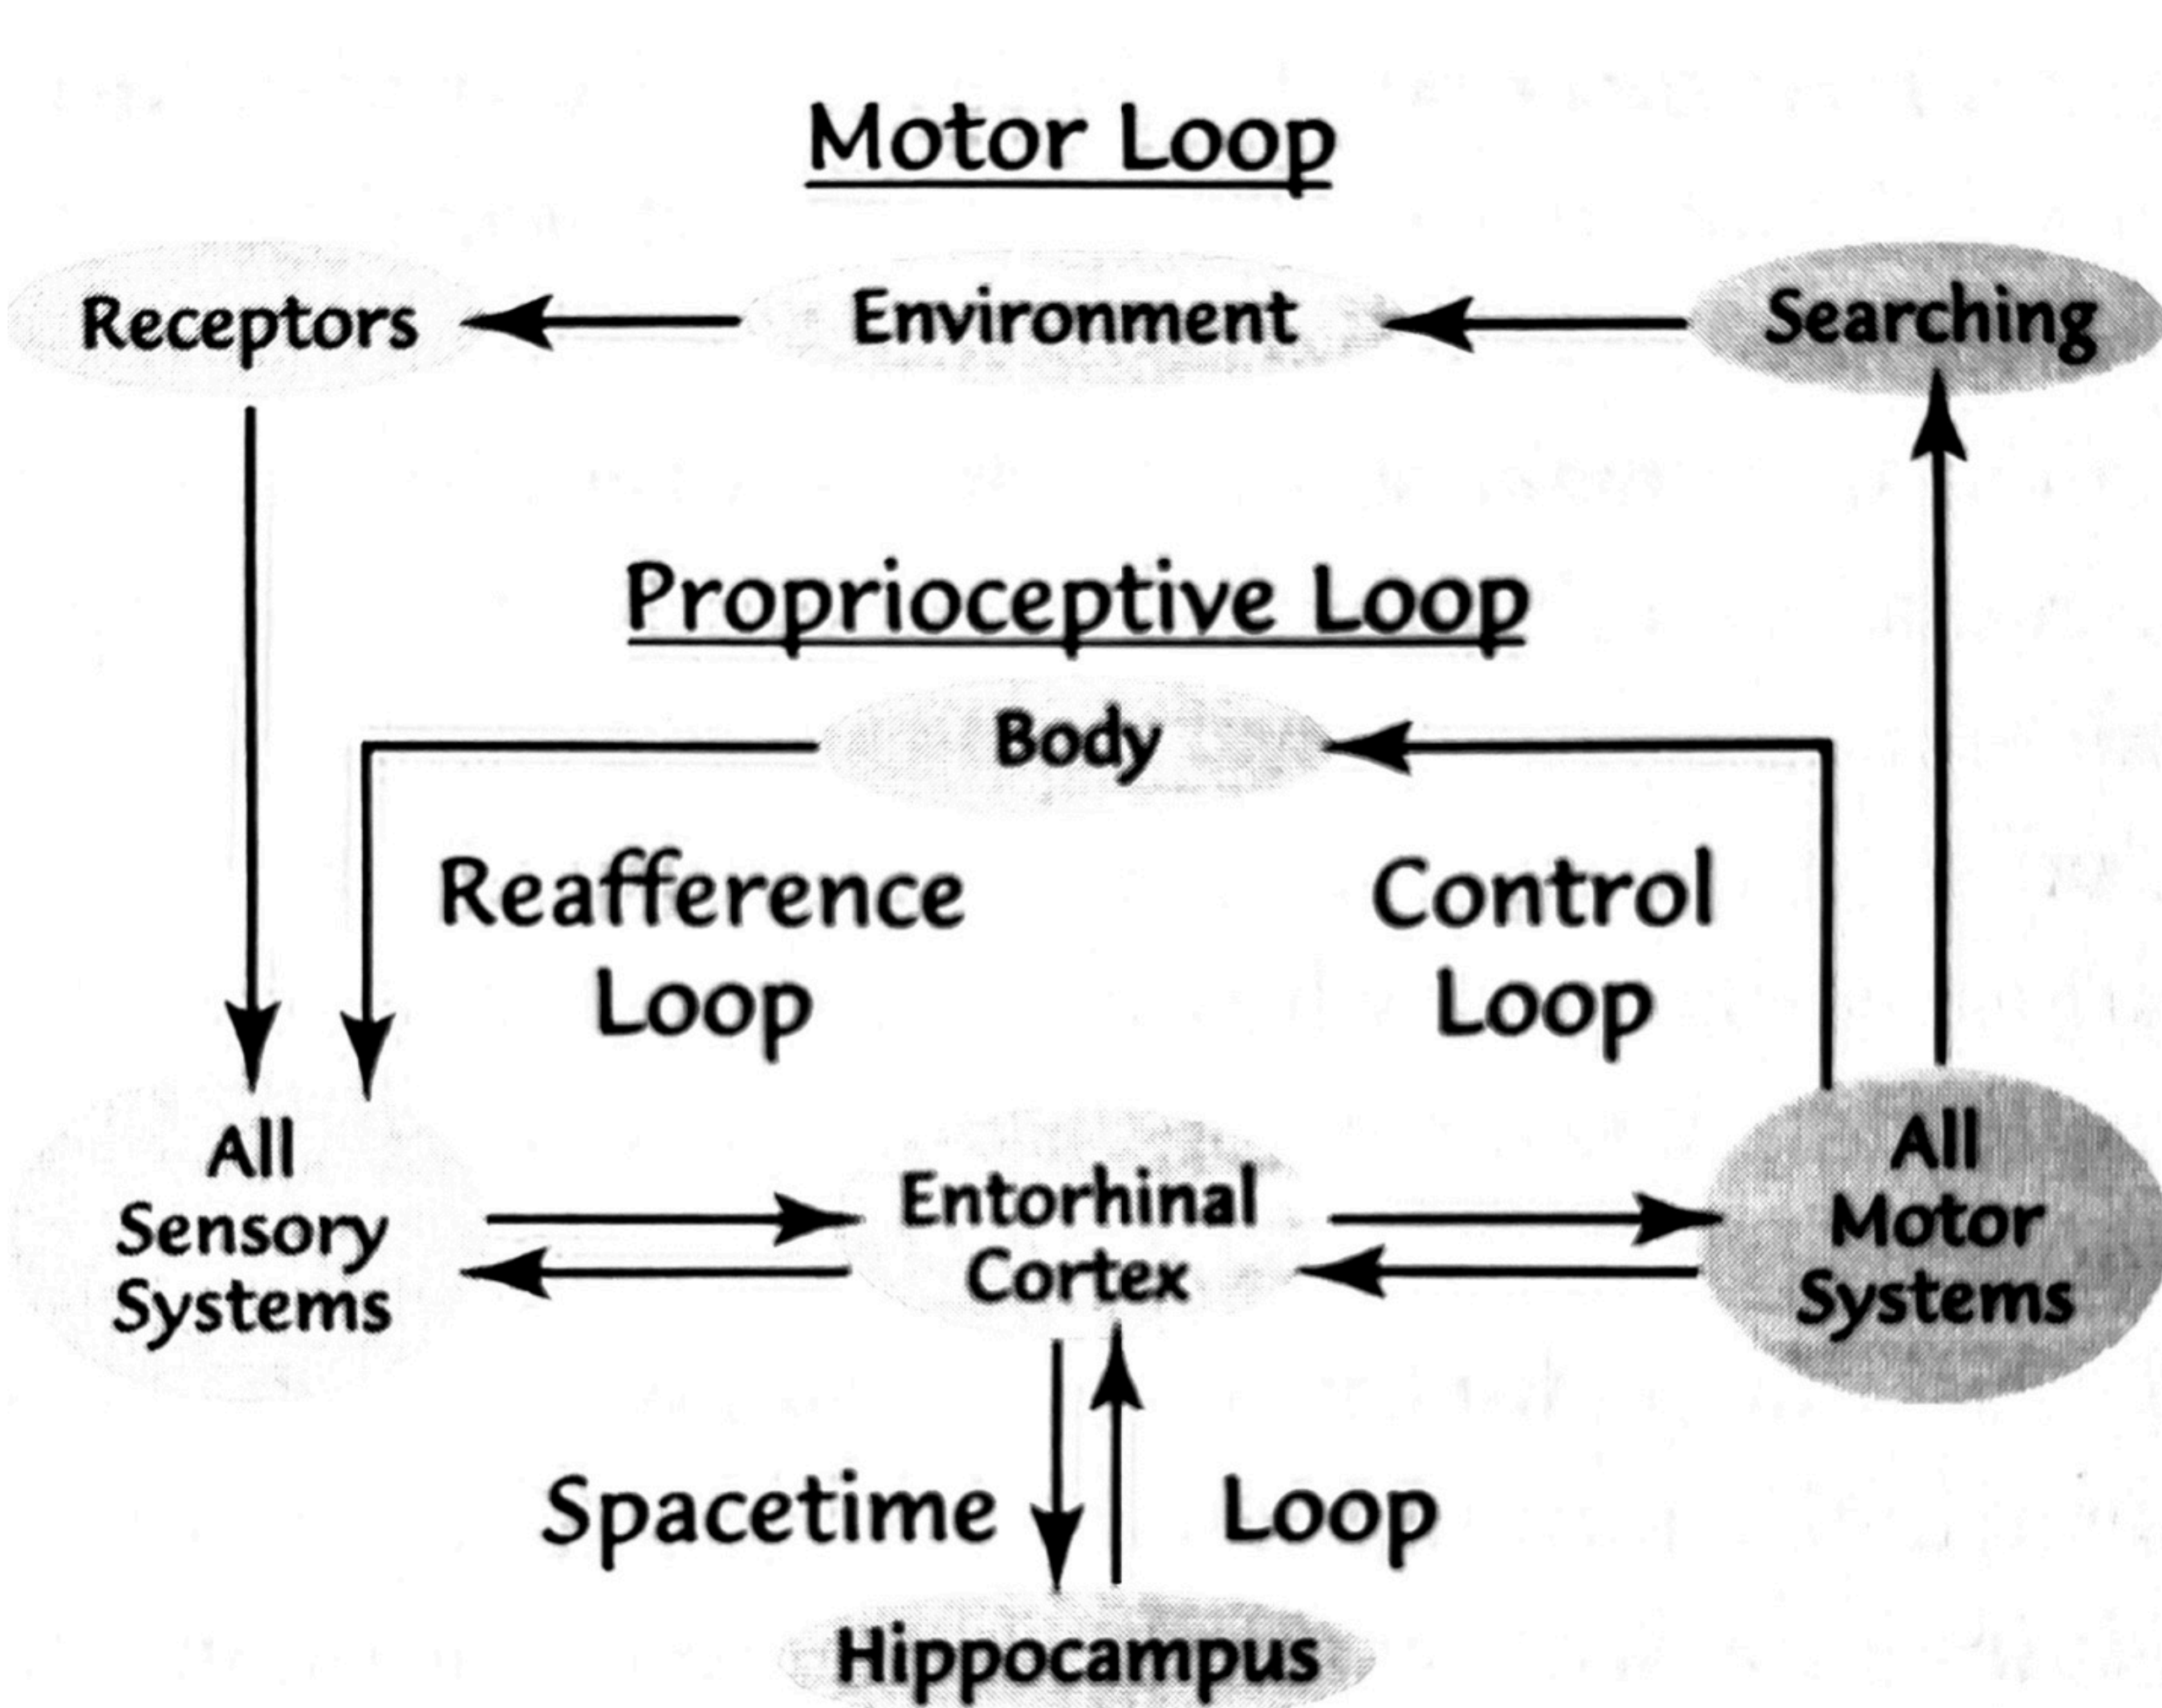 Motor Loop
Receptors
Environment
Searching
Proprioceptive Loop
Body
Reafference
Loop
Control
Loop
All
Sensory
Systems
Entorhinal
Cortex
All
Motor
Systems
Spacetime Loop
Hippocampus